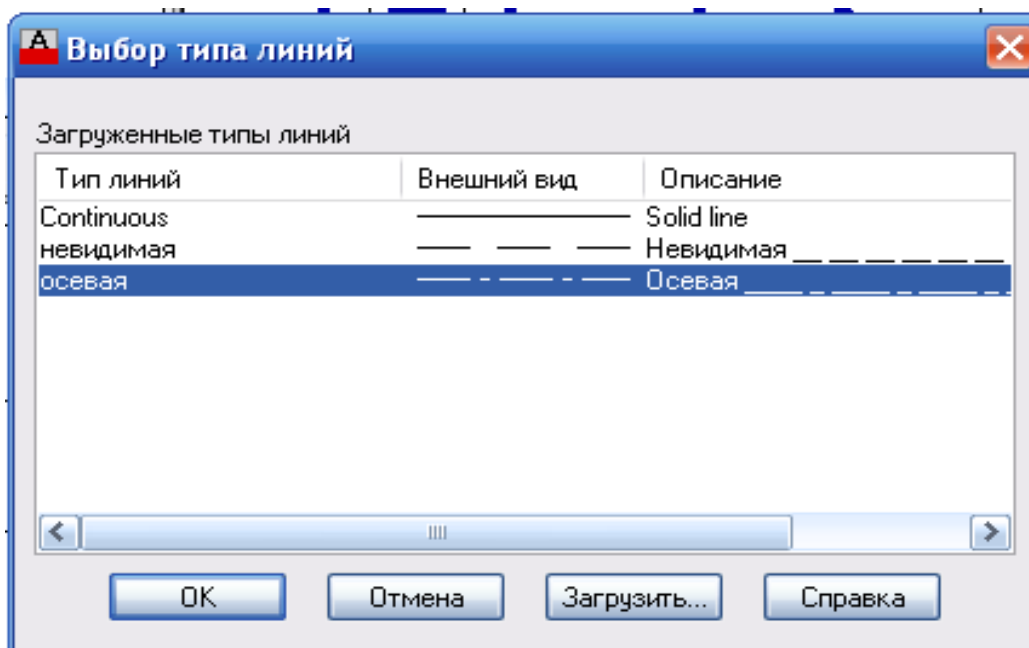 Выбор типа линий
Загруженные типы линий
Тип линий Внешний вид Описание
Continuous Solid line
невидимая Невидимая __ __ __ __ __ __
осевая Осевая ____ _ ____ _ ____ _
OK Отмена Загрузить... Справка